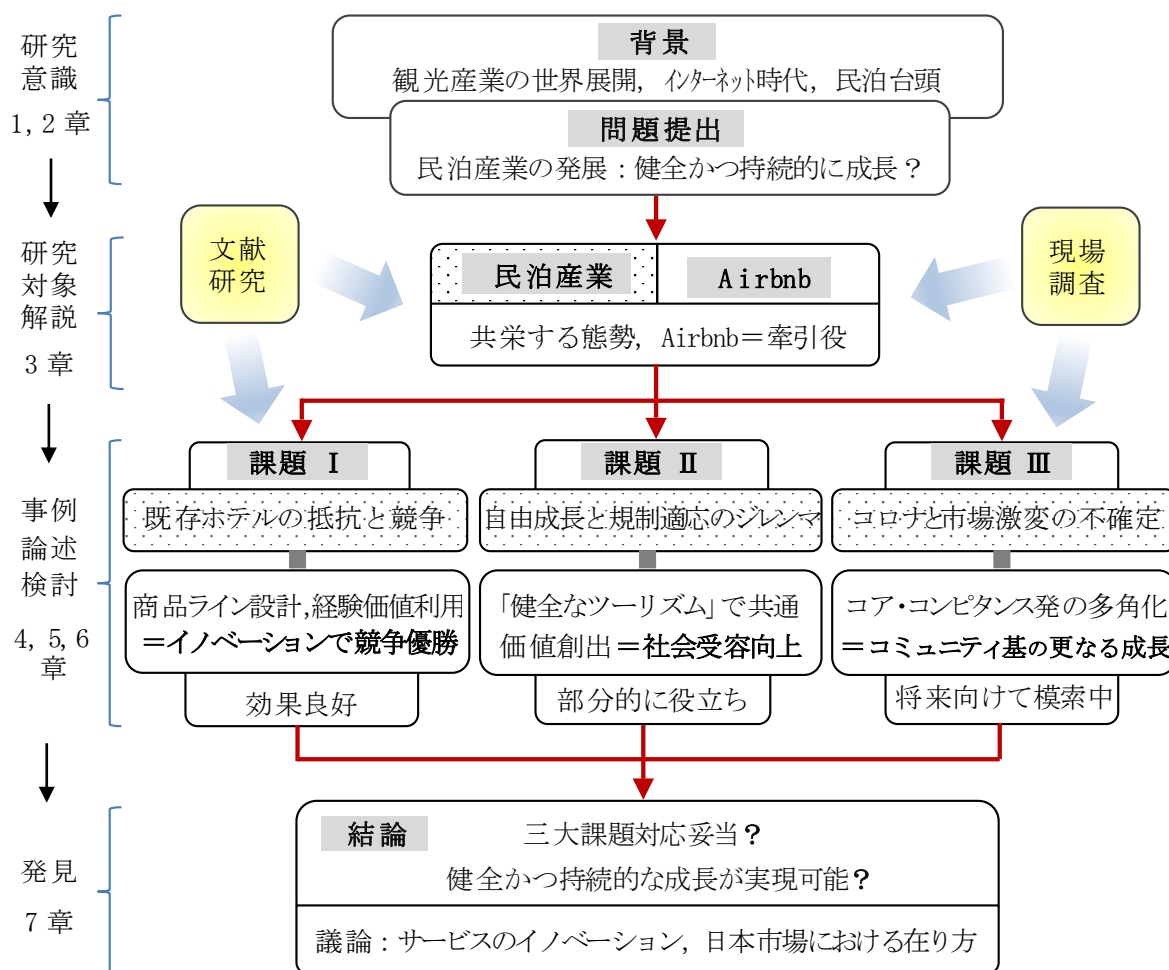 研究
意識
1, 2 章
背景
観光産業の世界展開, インターネット時代, 民泊台頭
問題提出
民泊産業の発展：健全かつ持続的に成長？
文献
研究
現場
調査
研究
対象
解説
3 章
民泊産業
Airbnb
共栄する態勢, Airbnb＝牽引役
事例
論述
検討
4, 5, 6
章
課題 Ⅰ
既存ホテルの抵抗と競争
商品ライン設計,経験価値利用
＝イノベーションで競争優勝
効果良好
課題 Ⅱ
自由成長と規制適応のジレンマ
「健全なツーリズム」で共通
価値創出＝社会受容向上
部分的に役立ち
課題 Ⅲ
コロナと市場激変の不確定
コア・コンピタンス発の多角化
＝コミュニティ基の更なる成長
将来向けて模索中
発見
7 章
結論
三大課題対応妥当？
健全かつ持続的な成長が実現可能？
議論：サービスのイノベーション, 日本市場における在り方